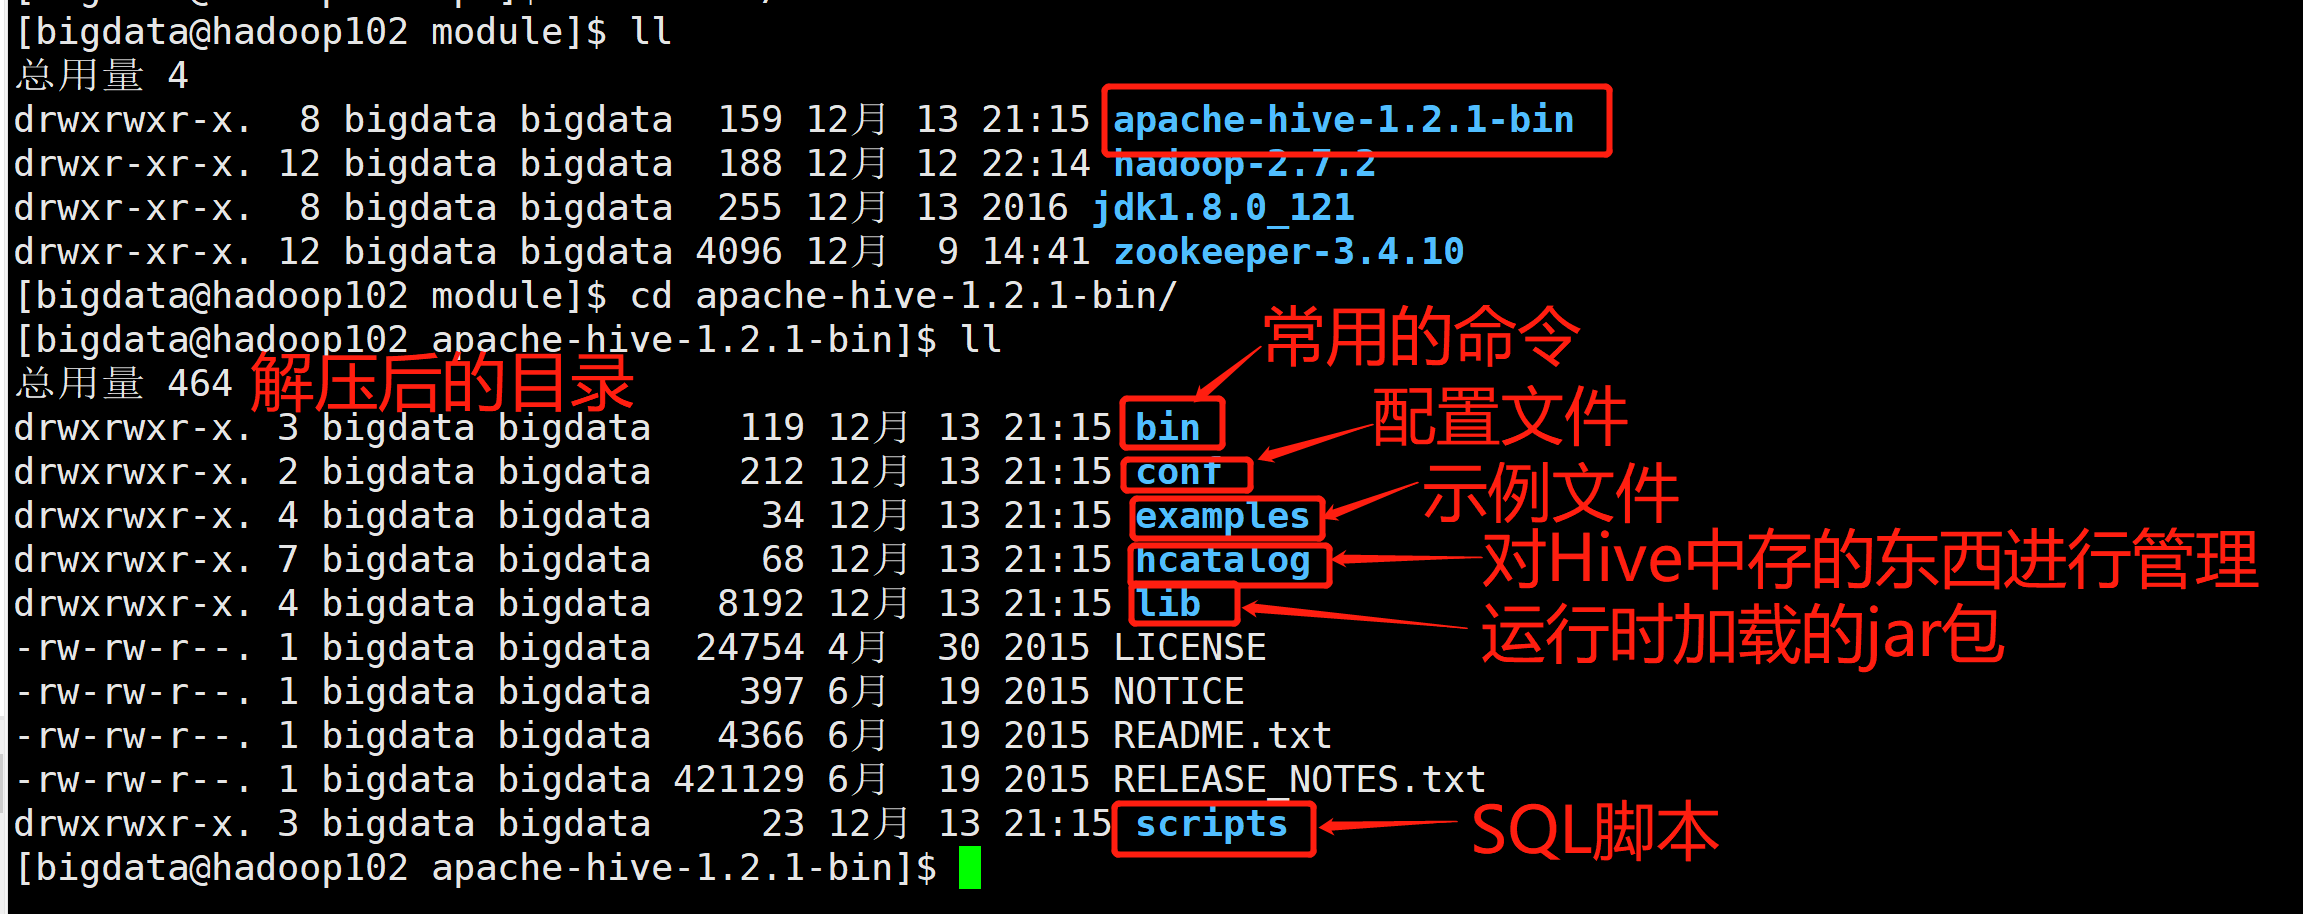 [bigdata@hadoop102 module]$ ll
总用量 4
drwxrwxr-x.  8 bigdata bigdata  159 12月 13 21:15 apache-hive-1.2.1-bin
drwxr-xr-x. 12 bigdata bigdata  188 12月 12 22:14 hadoop-2.7.2
drwxr-xr-x.  8 bigdata bigdata  255 12月 13 2016 jdk1.8.0_121
drwxr-xr-x. 12 bigdata bigdata 4096 12月  9 14:41 zookeeper-3.4.10
[bigdata@hadoop102 module]$ cd apache-hive-1.2.1-bin/
[bigdata@hadoop102 apache-hive-1.2.1-bin]$ ll
常用的命令
总用量 464 解压后的目录
drwxrwxr-x. 3 bigdata bigdata    119 12月 13 21:15 bin
配置文件
drwxrwxr-x. 2 bigdata bigdata    212 12月 13 21:15 conf
示例文件
drwxrwxr-x. 4 bigdata bigdata     34 12月 13 21:15 examples
drwxrwxr-x. 7 bigdata bigdata     68 12月 13 21:15 hcatalog 对Hive中存的东西进行管理
drwxrwxr-x. 4 bigdata bigdata   8192 12月 13 21:15 lib 运行时加载的jar包
-rw-rw-r--. 1 bigdata bigdata  24754 4月  30 2015 LICENSE
-rw-rw-r--. 1 bigdata bigdata    397 6月  19 2015 NOTICE
-rw-rw-r--. 1 bigdata bigdata   4366 6月  19 2015 README.txt
-rw-rw-r--. 1 bigdata bigdata 421129 6月  19 2015 RELEASE_NOTES.txt
drwxrwxr-x. 3 bigdata bigdata     23 12月 13 21:15 scripts SQL脚本
[bigdata@hadoop102 apache-hive-1.2.1-bin]$